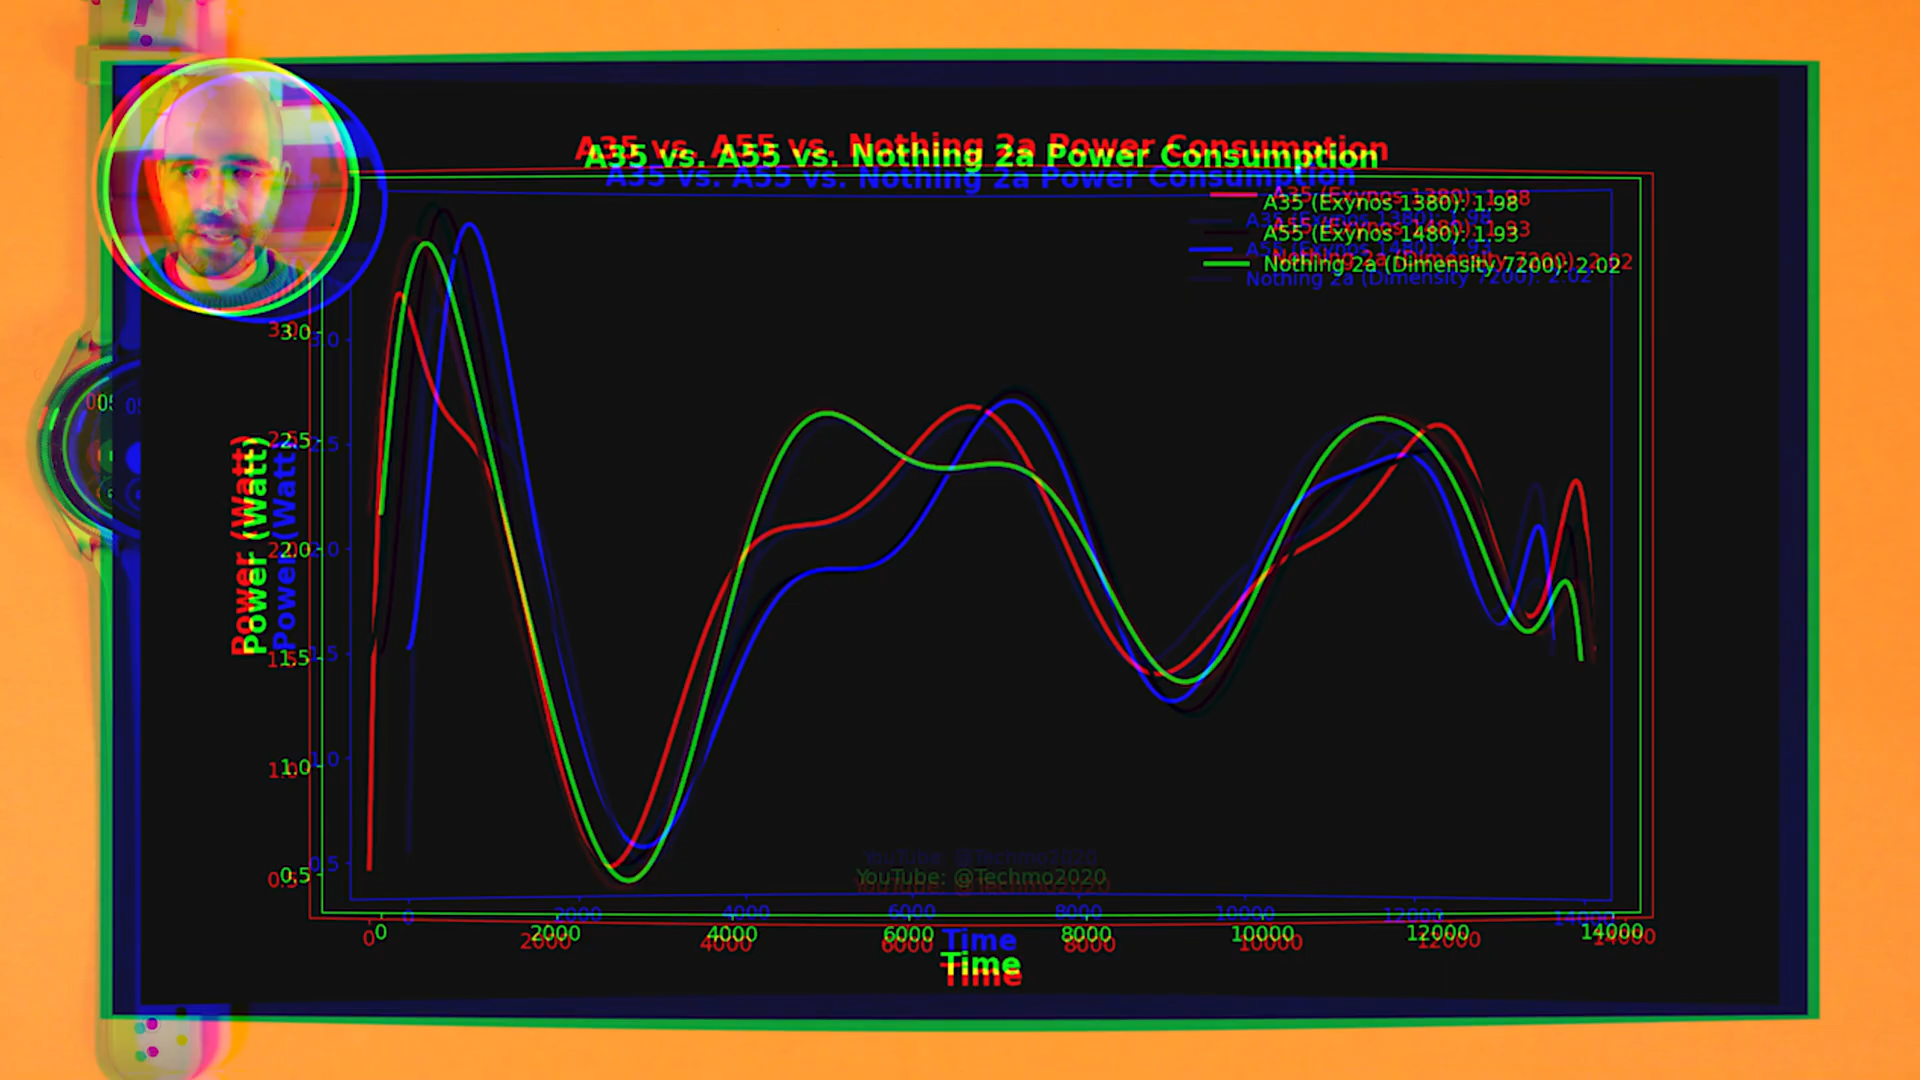 A35 vs. A55 vs. Nothing 2a Power Consumption
A35 (Exynos 1380): 1.98
A55 (Exynos 1480): 1.93
Nothing 2a (Dimensity 7200): 2.02
3.0
2.5
2.0
1.5
1.0
0.5
Power (Watt)
YouTube: @Techmo2020
0 2000 4000 6000 8000 10000 12000 14000
Time